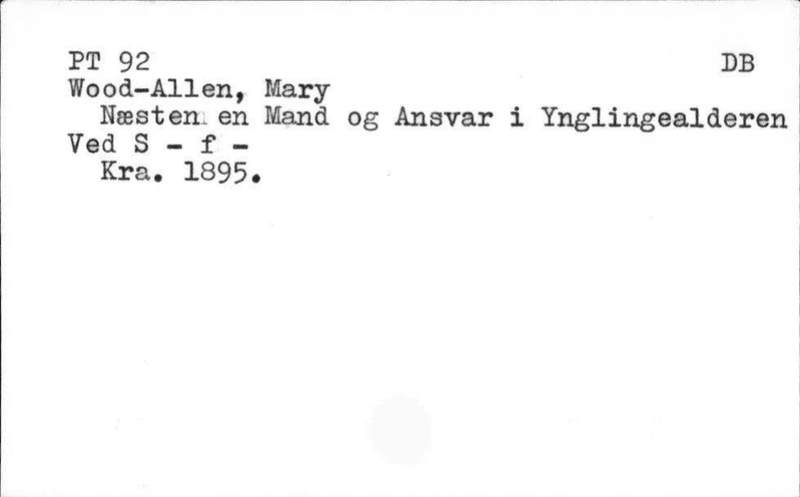 PT 92 DB
Wood-Allen, Mary
Næsten en Mand og Ansvar i Ynglingealderen
Ved S - f -
Kra. 1895.